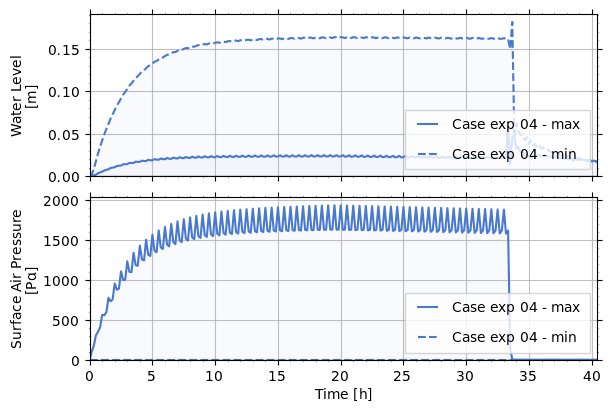 0.15
0.10
0.05
0.00
Water Level
[m]
Case exp 04 - max
Case exp 04 - min
2000
1500
1000
500
0
Surface Air Pressure
[Pa]
Case exp 04 - max
Case exp 04 - min
0 5 10 15 20 25 30 35 40
Time [h]